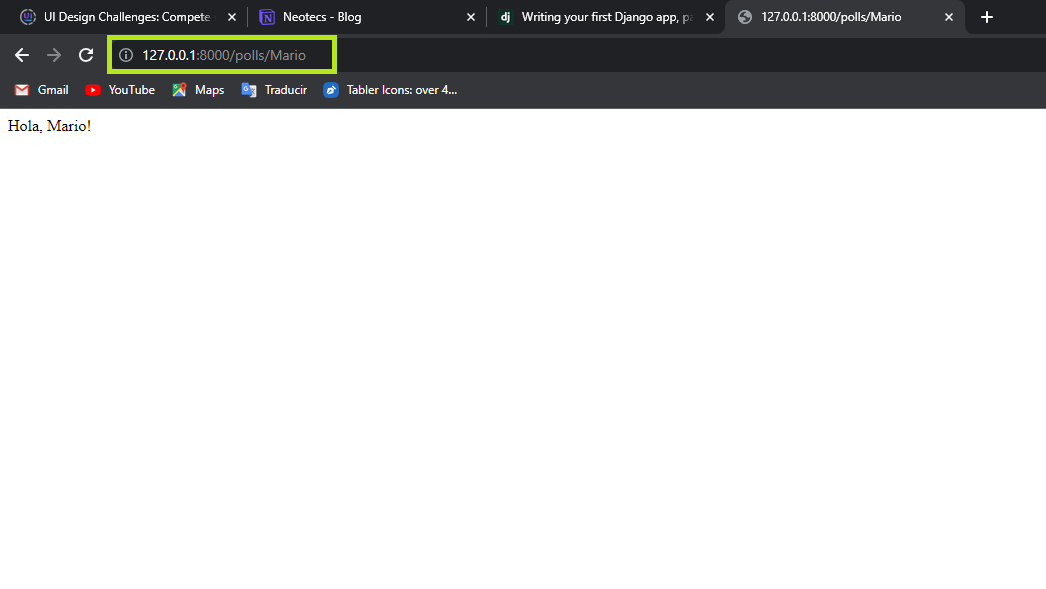 UI Design Challenges: Compete
Neotecs - Blog
dj Writing your first Django app, pa
127.0.0.1:8000/polls/Mario
127.0.0.1:8000/polls/Mario
Gmail YouTube Maps Traducir Tabler Icons: over 4...
Hola, Mario!